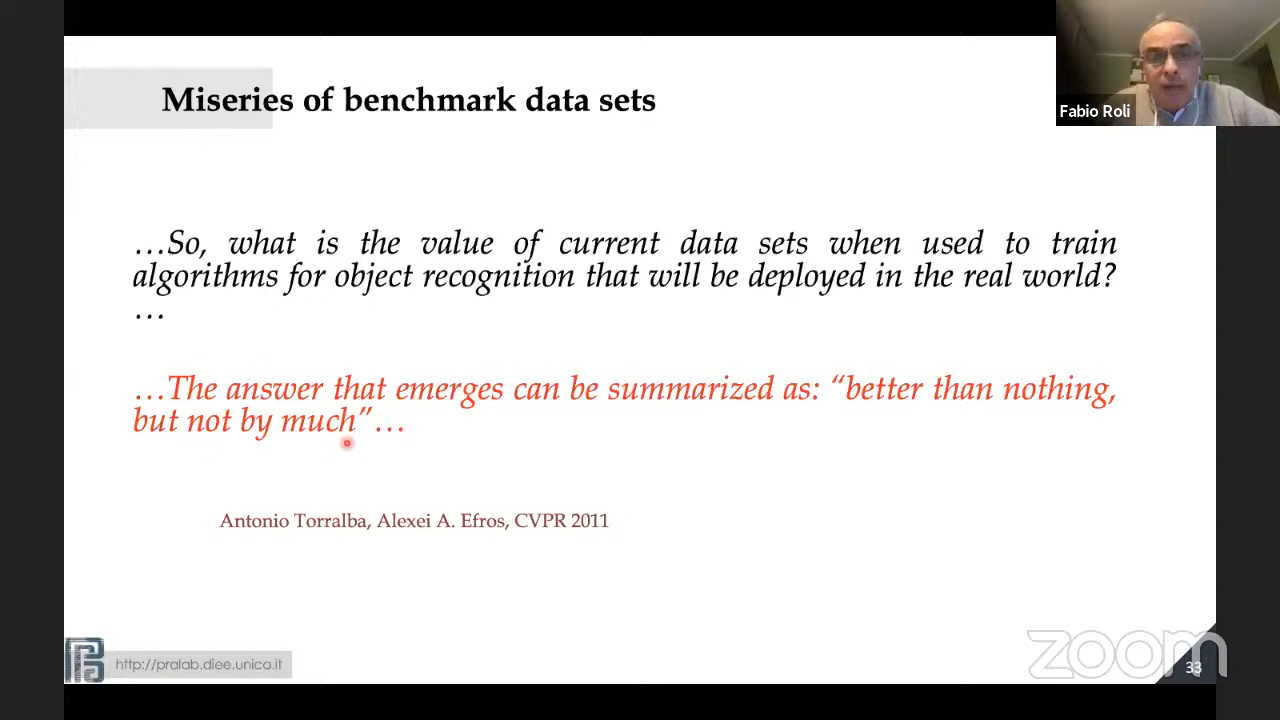 Miseries of benchmark data sets
Fabio Roli
…So, what is the value of current data sets when used to train
algorithms for object recognition that will be deployed in the real world?
…
…The answer that emerges can be summarized as: “better than nothing,
but not by much”…
Antonio Torralba, Alexei A. Efros, CVPR 2011
http://pralab.diee.unica.it
zoom
33